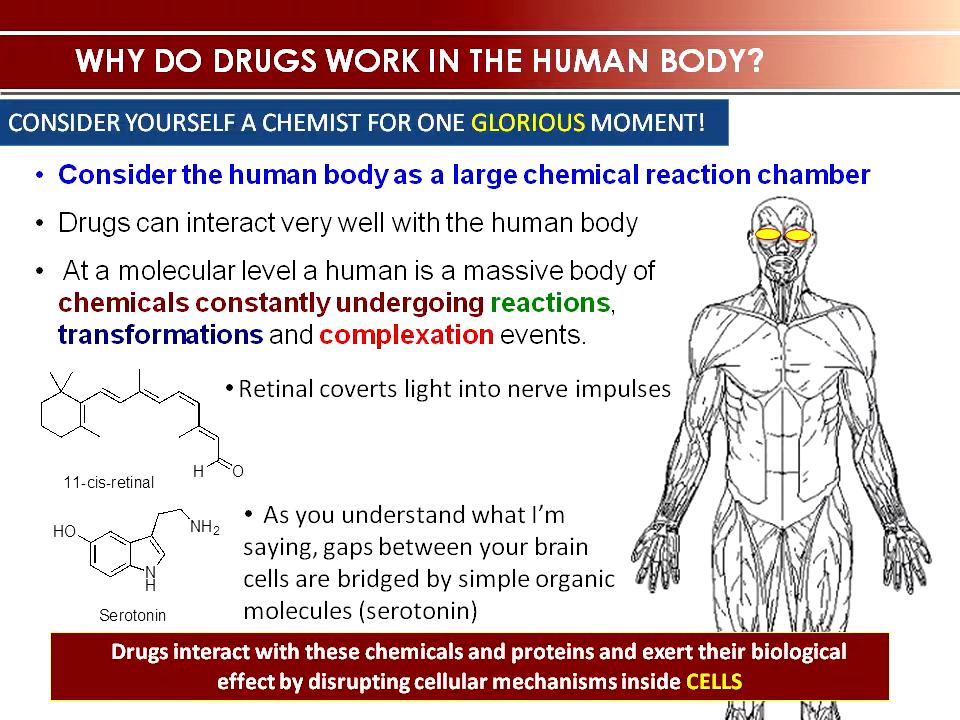 WHY DO DRUGS WORK IN THE HUMAN BODY?
CONSIDER YOURSELF A CHEMIST FOR ONE GLORIOUS MOMENT!
• Consider the human body as a large chemical reaction chamber
• Drugs can interact very well with the human body
• At a molecular level a human is a massive body of
chemicals constantly undergoing reactions,
transformations and complexation events.
• Retinal coverts light into nerve impulses
H
O
11-cis-retinal
• As you understand what I'm
saying, gaps between your brain
cells are bridged by simple organic
molecules (serotonin)
HO
NH2
N
H
Serotonin
Drugs interact with these chemicals and proteins and exert their biological
effect by disrupting cellular mechanisms inside CELLS